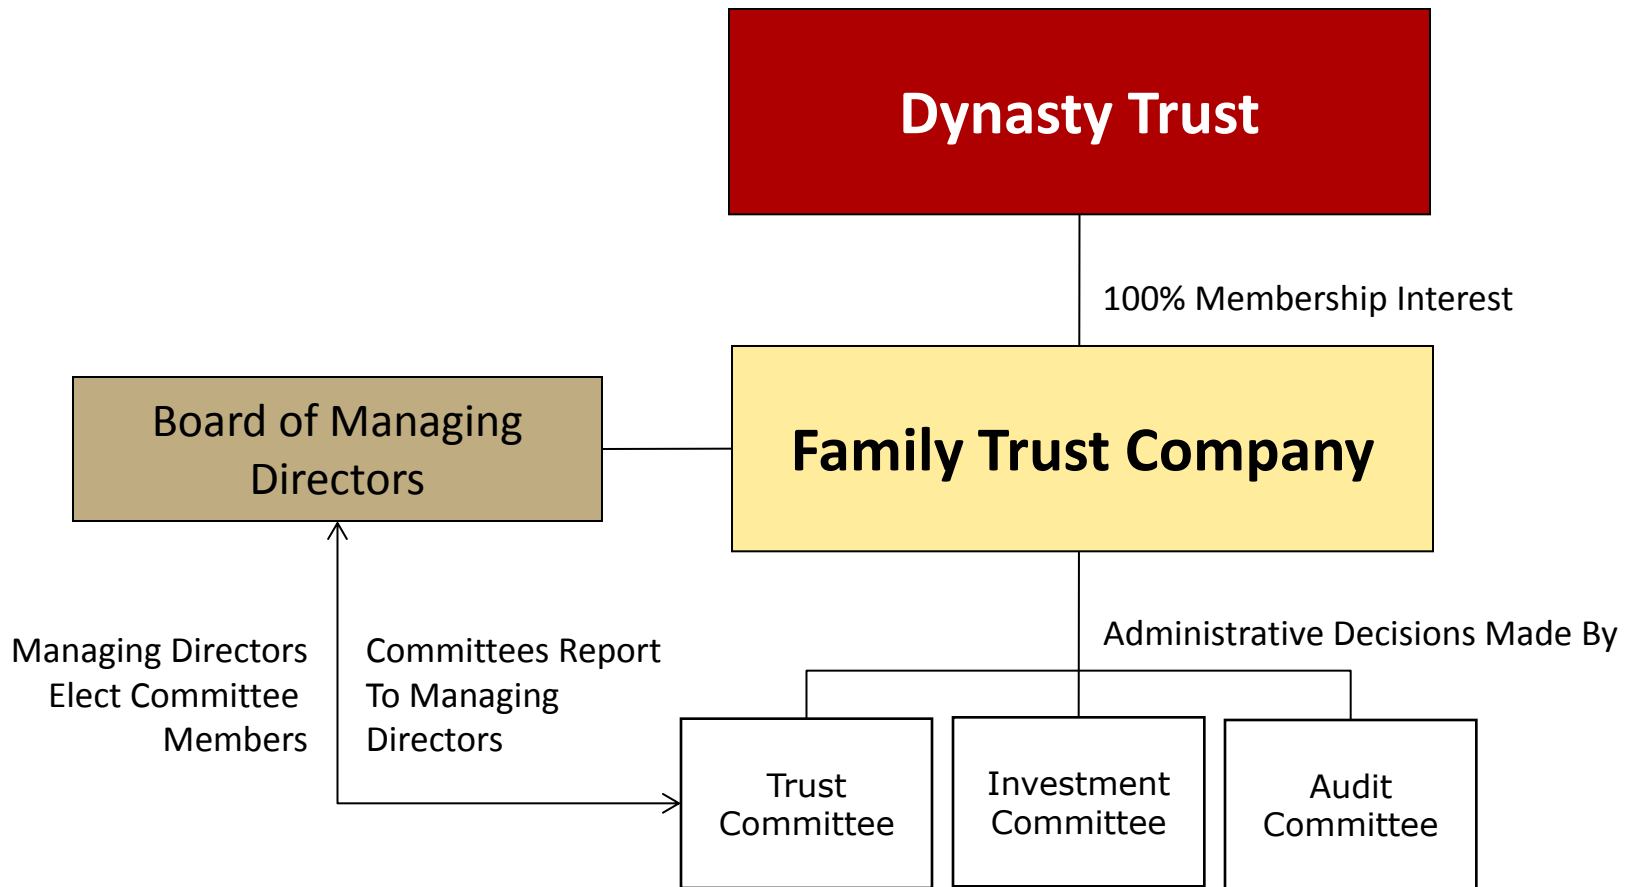 Dynasty Trust
100% Membership Interest
Board of Managing
Directors
Family Trust Company
Administrative Decisions Made By
Managing Directors
Elect Committee
Members
Committees Report
To Managing
Directors
Trust
Committee
Investment
Committee
Audit
Committee